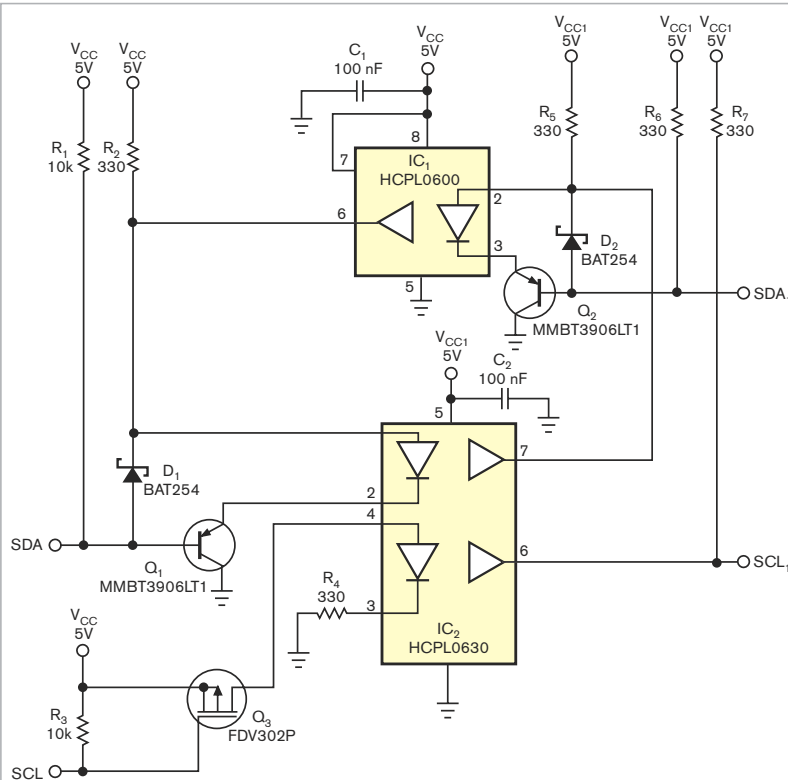 VCC
5V
VCC
5V
C1
100 nF
VCC
5V
VCC1
5V
VCC1
5V
VCC1
5V
R1
10k
R2
330
R5
330
R6
330
R7
330
8
7
IC1
HCPL0600
6
2
3
5
D2
BAT254
Q2
MMBT3906LT1
SDA
VCC1
5V
C2
100 nF
5
D1
BAT254
7
2
4
SDA
Q1
MMBT3906LT1
6
SCL1
R4
330
3
IC2
HCPL0630
VCC
5V
R3
10k
Q3
FDV302P
SCL